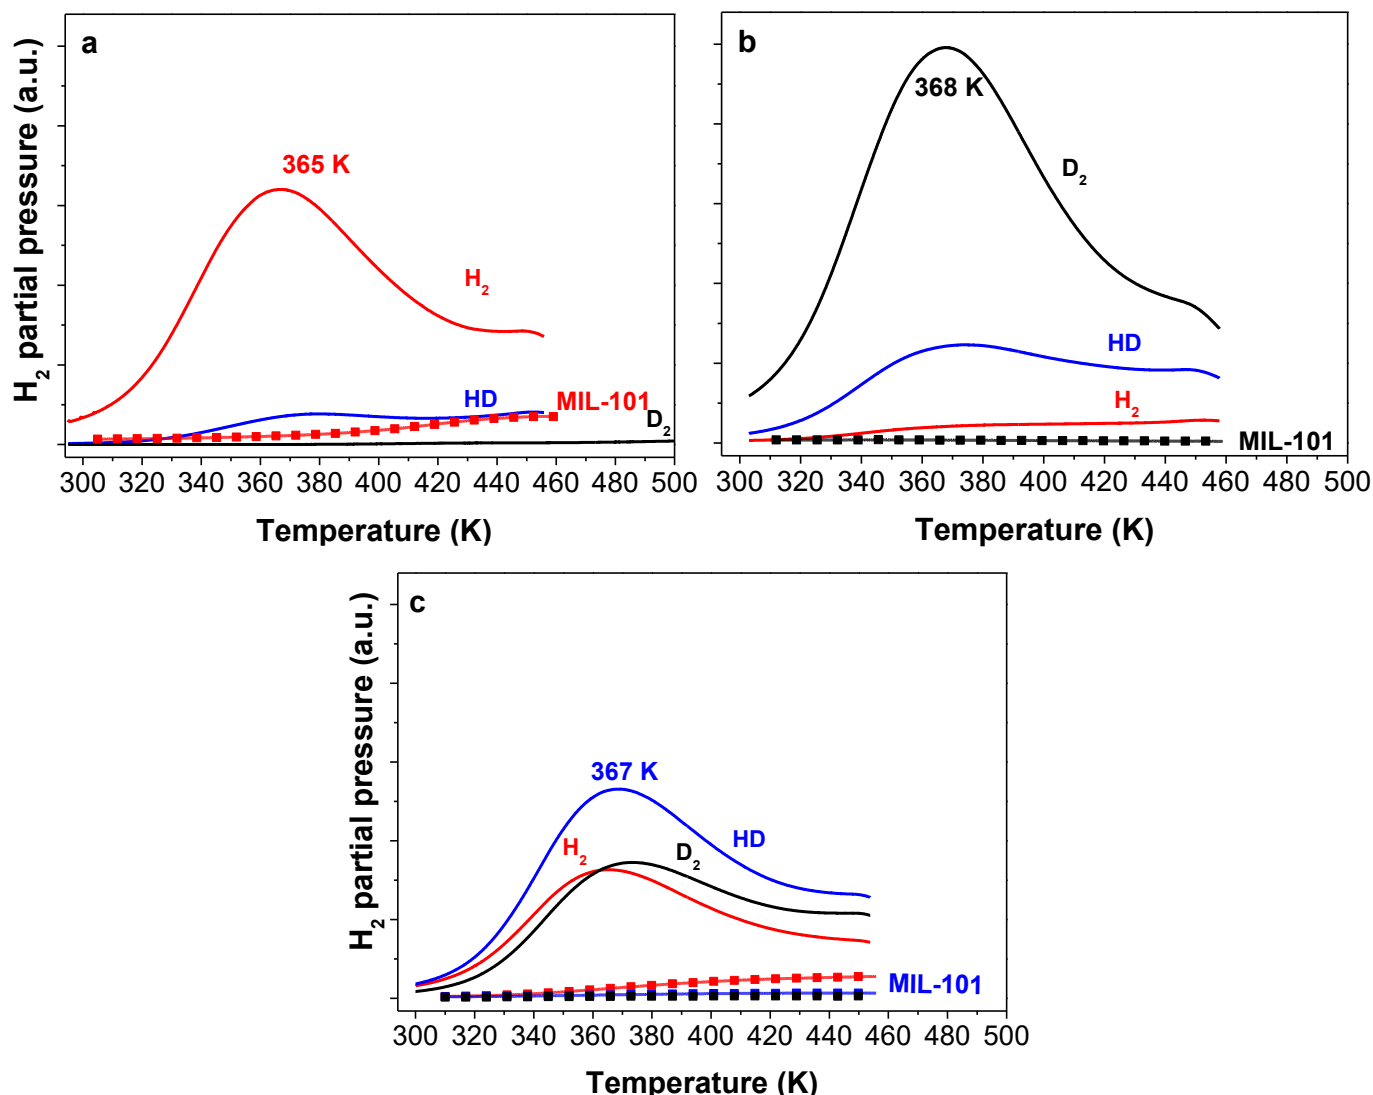 a
H₂ partial pressure (a.u.)
365 K
H₂
HD
MIL-101
D₂
300 320 340 360 380 400 420 440 460 480 500
Temperature (K)
b
368 K
D₂
HD
H₂
MIL-101
300 320 340 360 380 400 420 440 460 480 500
Temperature (K)
c
H₂ partial pressure (a.u.)
367 K
HD
H₂
D₂
MIL-101
300 320 340 360 380 400 420 440 460 480 500
Temperature (K)